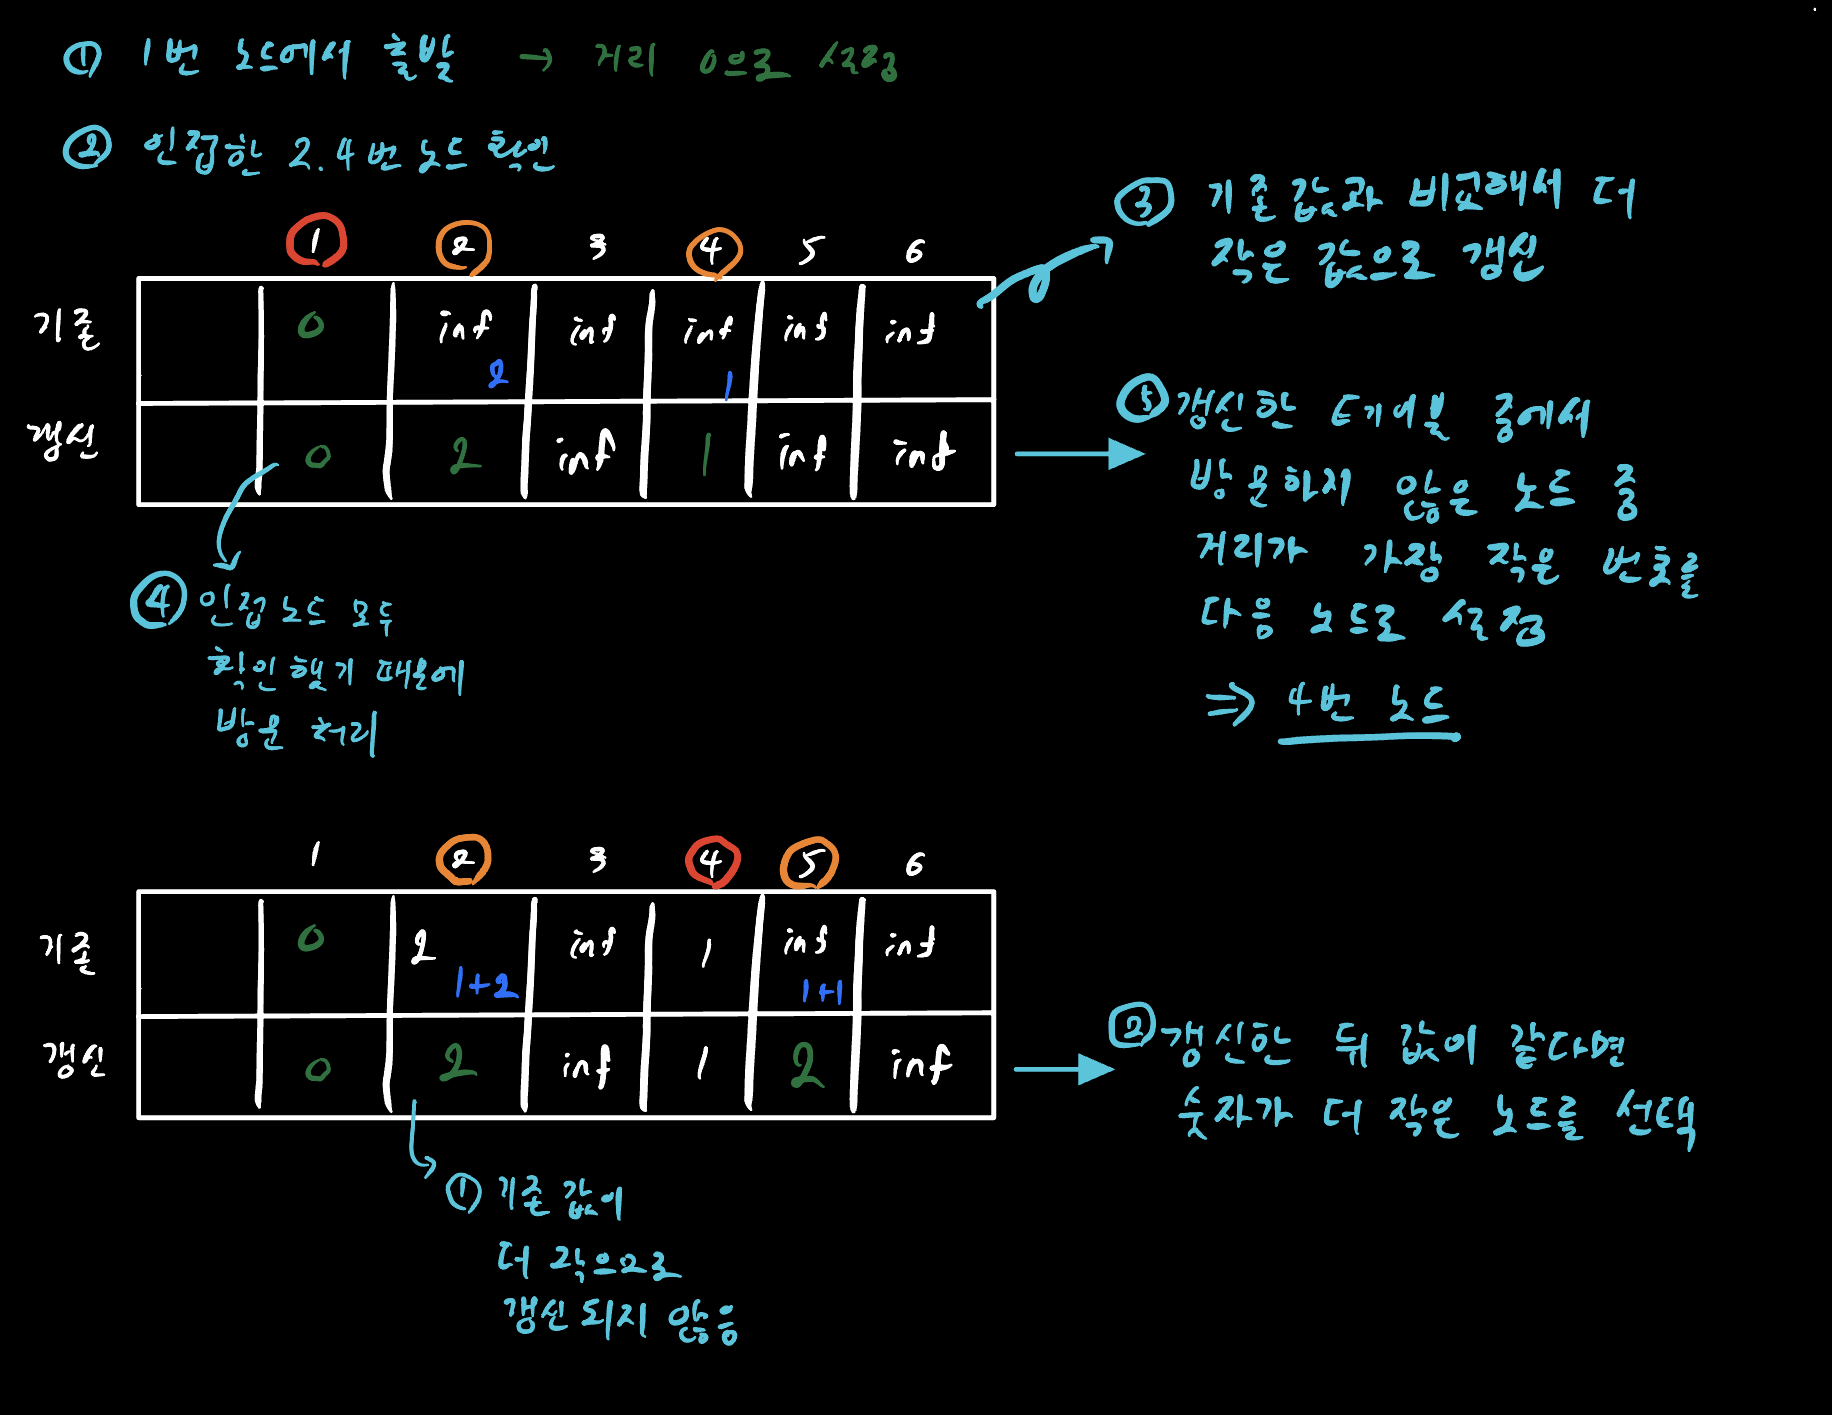 ① 1번 노드에서 출발 → 거리 0으로 설정
② 인접한 2.4번 노드 확인
1 2 3 4 5 6
기존 0 inf inf inf inf inf
2 1
갱신 0 2 inf 1 inf inf
③ 기존 값과 비교해서 더
작은 값으로 갱신
④ 인접 노드 모두
확인했기 때문에
방문 처리
⑤ 갱신한 테이블 중에서
방문하지 않은 노드 중
거리가 가장 작은 번호를
다음 노드로 설정
⇒ 4번 노드
1 2 3 4 5 6
기존 0 2 inf 1 inf inf
1+2 1+1
갱신 0 2 inf 1 2 inf
① 기존 값이
더 작으므로
갱신되지 않음
② 갱신한 뒤 값이 같다면
숫자가 더 작은 노드를 선택